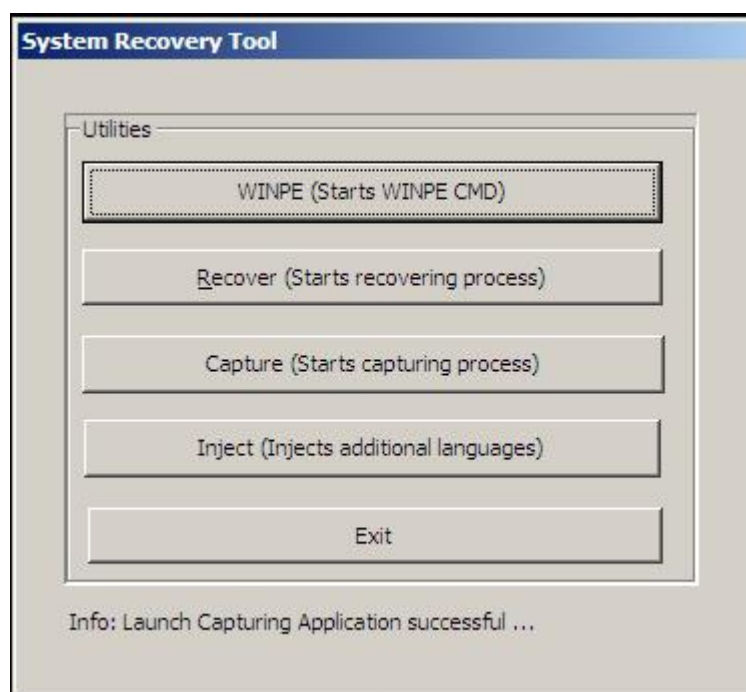 System Recovery Tool
Utilities
WINPE (Starts WINPE CMD)
Recover (Starts recovering process)
Capture (Starts capturing process)
Inject (Injects additional languages)
Exit
Info: Launch Capturing Application successful ...